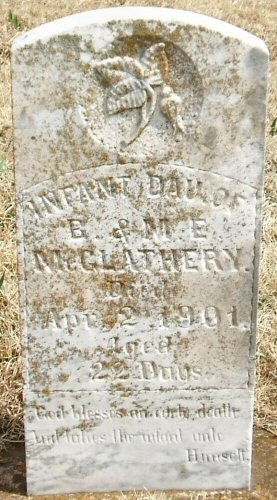 INFANT DAU. OF
B. & M. E.
McCLATHERY.
Died
Apr. 2, 1901.
Aged
22 Days
God blesses an early death
And takes the infant unto
Himself.